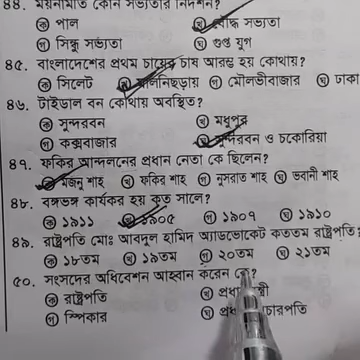 ৪৪. ময়নামতি কোন সভ্যতার নিদর্শন?
ক পাল খ বৌদ্ধ সভ্যতা
গ সিন্ধু সভ্যতা ঘ গুপ্ত যুগ
৪৫. বাংলাদেশের প্রথম চায়ের চাষ আরম্ভ হয় কোথায়?
ক সিলেট খ মালনিছড়ায় গ মৌলভীবাজার ঘ ঢাকা
৪৬. টাইডাল বন কোথায় অবস্থিত?
ক সুন্দরবন খ মধুপুর
গ কক্সবাজার ঘ সুন্দরবন ও চকোরিয়া
৪৭. ফকির আন্দলনের প্রধান নেতা কে ছিলেন?
মজনু শাহ খ ফকির শাহ গ নুসরাত শাহ ঘ ভবানী শাহ
৪৮. বঙ্গভঙ্গ কার্যকর হয় কত সালে?
ক ১৯১১ খ ১৯০৫ গ ১৯০৭ ঘ ১৯১০
৪৯. রাষ্ট্রপতি মোঃ আবদুল হামিদ অ্যাডভোকেট কততম রাষ্ট্রপতি?
ক ১৮তম খ ১৯তম গ ২০তম ঘ ২১তম
৫০. সংসদের অধিবেশন আহ্বান করেন কে?
ক রাষ্ট্রপতি খ
গ স্পিকার ঘ